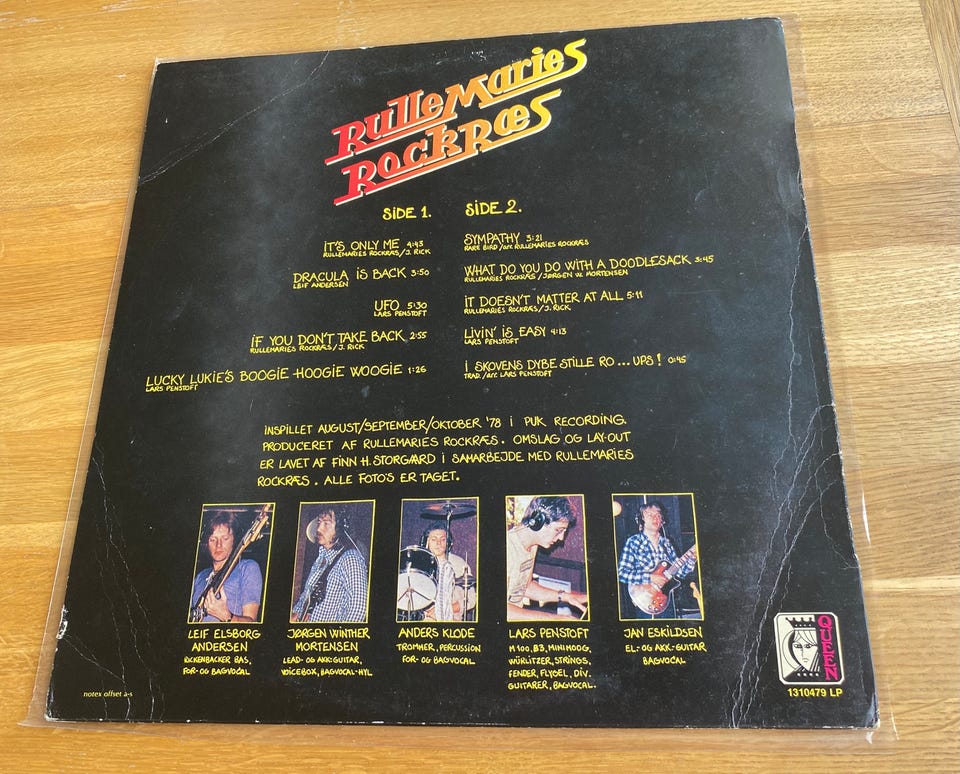 RulleMaries
RockRæs
SIDE 1.
IT'S ONLY ME 4:43
RULLEMARIES ROCKRÆS/J. RICK
DRACULA IS BACK 3:50
LEIF ANDERSEN
UFO 5:30
LARS PENSTOFT
IF YOU DON'T TAKE BACK 2:55
RULLEMARIES ROCKRÆS/J. RICK
LUCKY LUKIE'S BOOGIE HOOGIE WOOGIE 1:26
LARS PENSTOFT
SIDE 2.
SYMPATHY 3:21
RARE BIRD/arr. RULLEMARIES ROCKRÆS
WHAT DO YOU DO WITH A DOODLESACK 3:45
RULLEMARIES ROCKRÆS/JØRGEN W. MORTENSEN
IT DOESN'T MATTER AT ALL 5:11
RULLEMARIES ROCKRÆS/J. RICK
LIVIN' IS EASY 4:13
LARS PENSTOFT
I SKOVENS DYBE STILLE RO ... UPS! 0:45
TRAD./arr. LARS PENSTOFT
INSPILLET AUGUST/SEPTEMBER/OKTOBER '78 I PUK RECORDING.
PRODUCERET AF RULLEMARIES ROCKRÆS. OMSLAG OG LAY-OUT
ER LAVET AF FINN H. STORGAARD I SAMARBEJDE MED RULLEMARIES
ROCKRÆS. ALLE FOTO'S ER TAGET.
LEIF ELSBORG
ANDERSEN
RICKENBACKER BAS,
FOR- OG BAGVOCAL
JØRGEN WINTHER
MORTENSEN
LEAD- OG AKK. GUITAR,
VOICEBOX, BAGVOCAL-HYL
ANDERS KLODE
TROMMER, PERCUSSION
FOR- OG BAGVOCAL
LARS PENSTOFT
M100, B3, MINIMOOG,
WÜRLITZER, STRINGS,
FENDER, FLYGEL, DIV.
GUITARER, BAGVOCAL.
JAN ESKILDSEN
EL- OG AKK. GUITAR
BAGVOCAL
QUEEN
1310479 LP
notex offset a-s